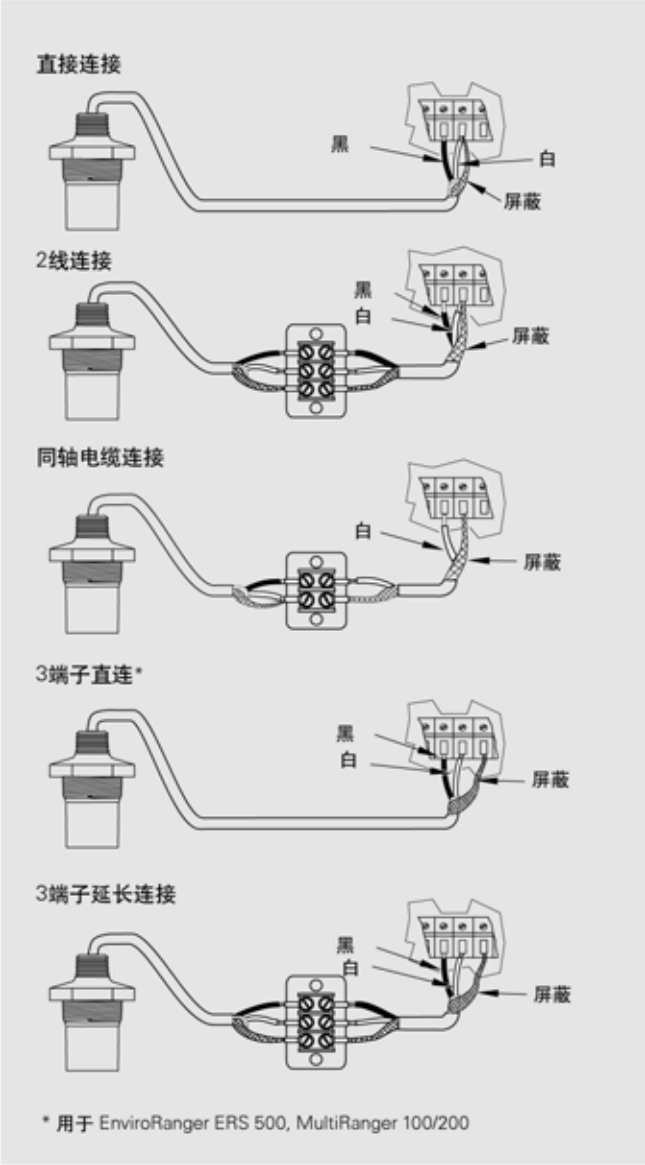 直接连接
黑
白
屏蔽
2线连接
黑
白
屏蔽
同轴电缆连接
白
屏蔽
3端子直连*
黑
白
屏蔽
3端子延长连接
黑
白
屏蔽
* 用于 EnviroRanger ERS 500, MultiRanger 100/200